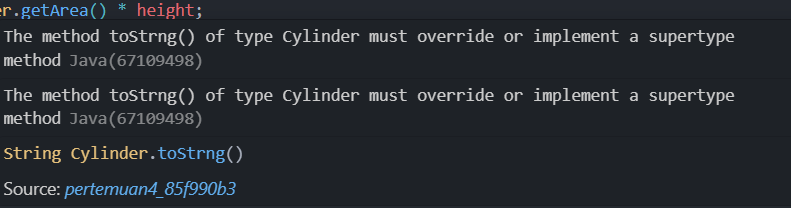 er.getArea() * height;
The method toStrng() of type Cylinder must override or implement a supertype
method Java(67109498)
The method toStrng() of type Cylinder must override or implement a supertype
method Java(67109498)
String Cylinder.toStrng()
Source: pertemuan4_85f990b3